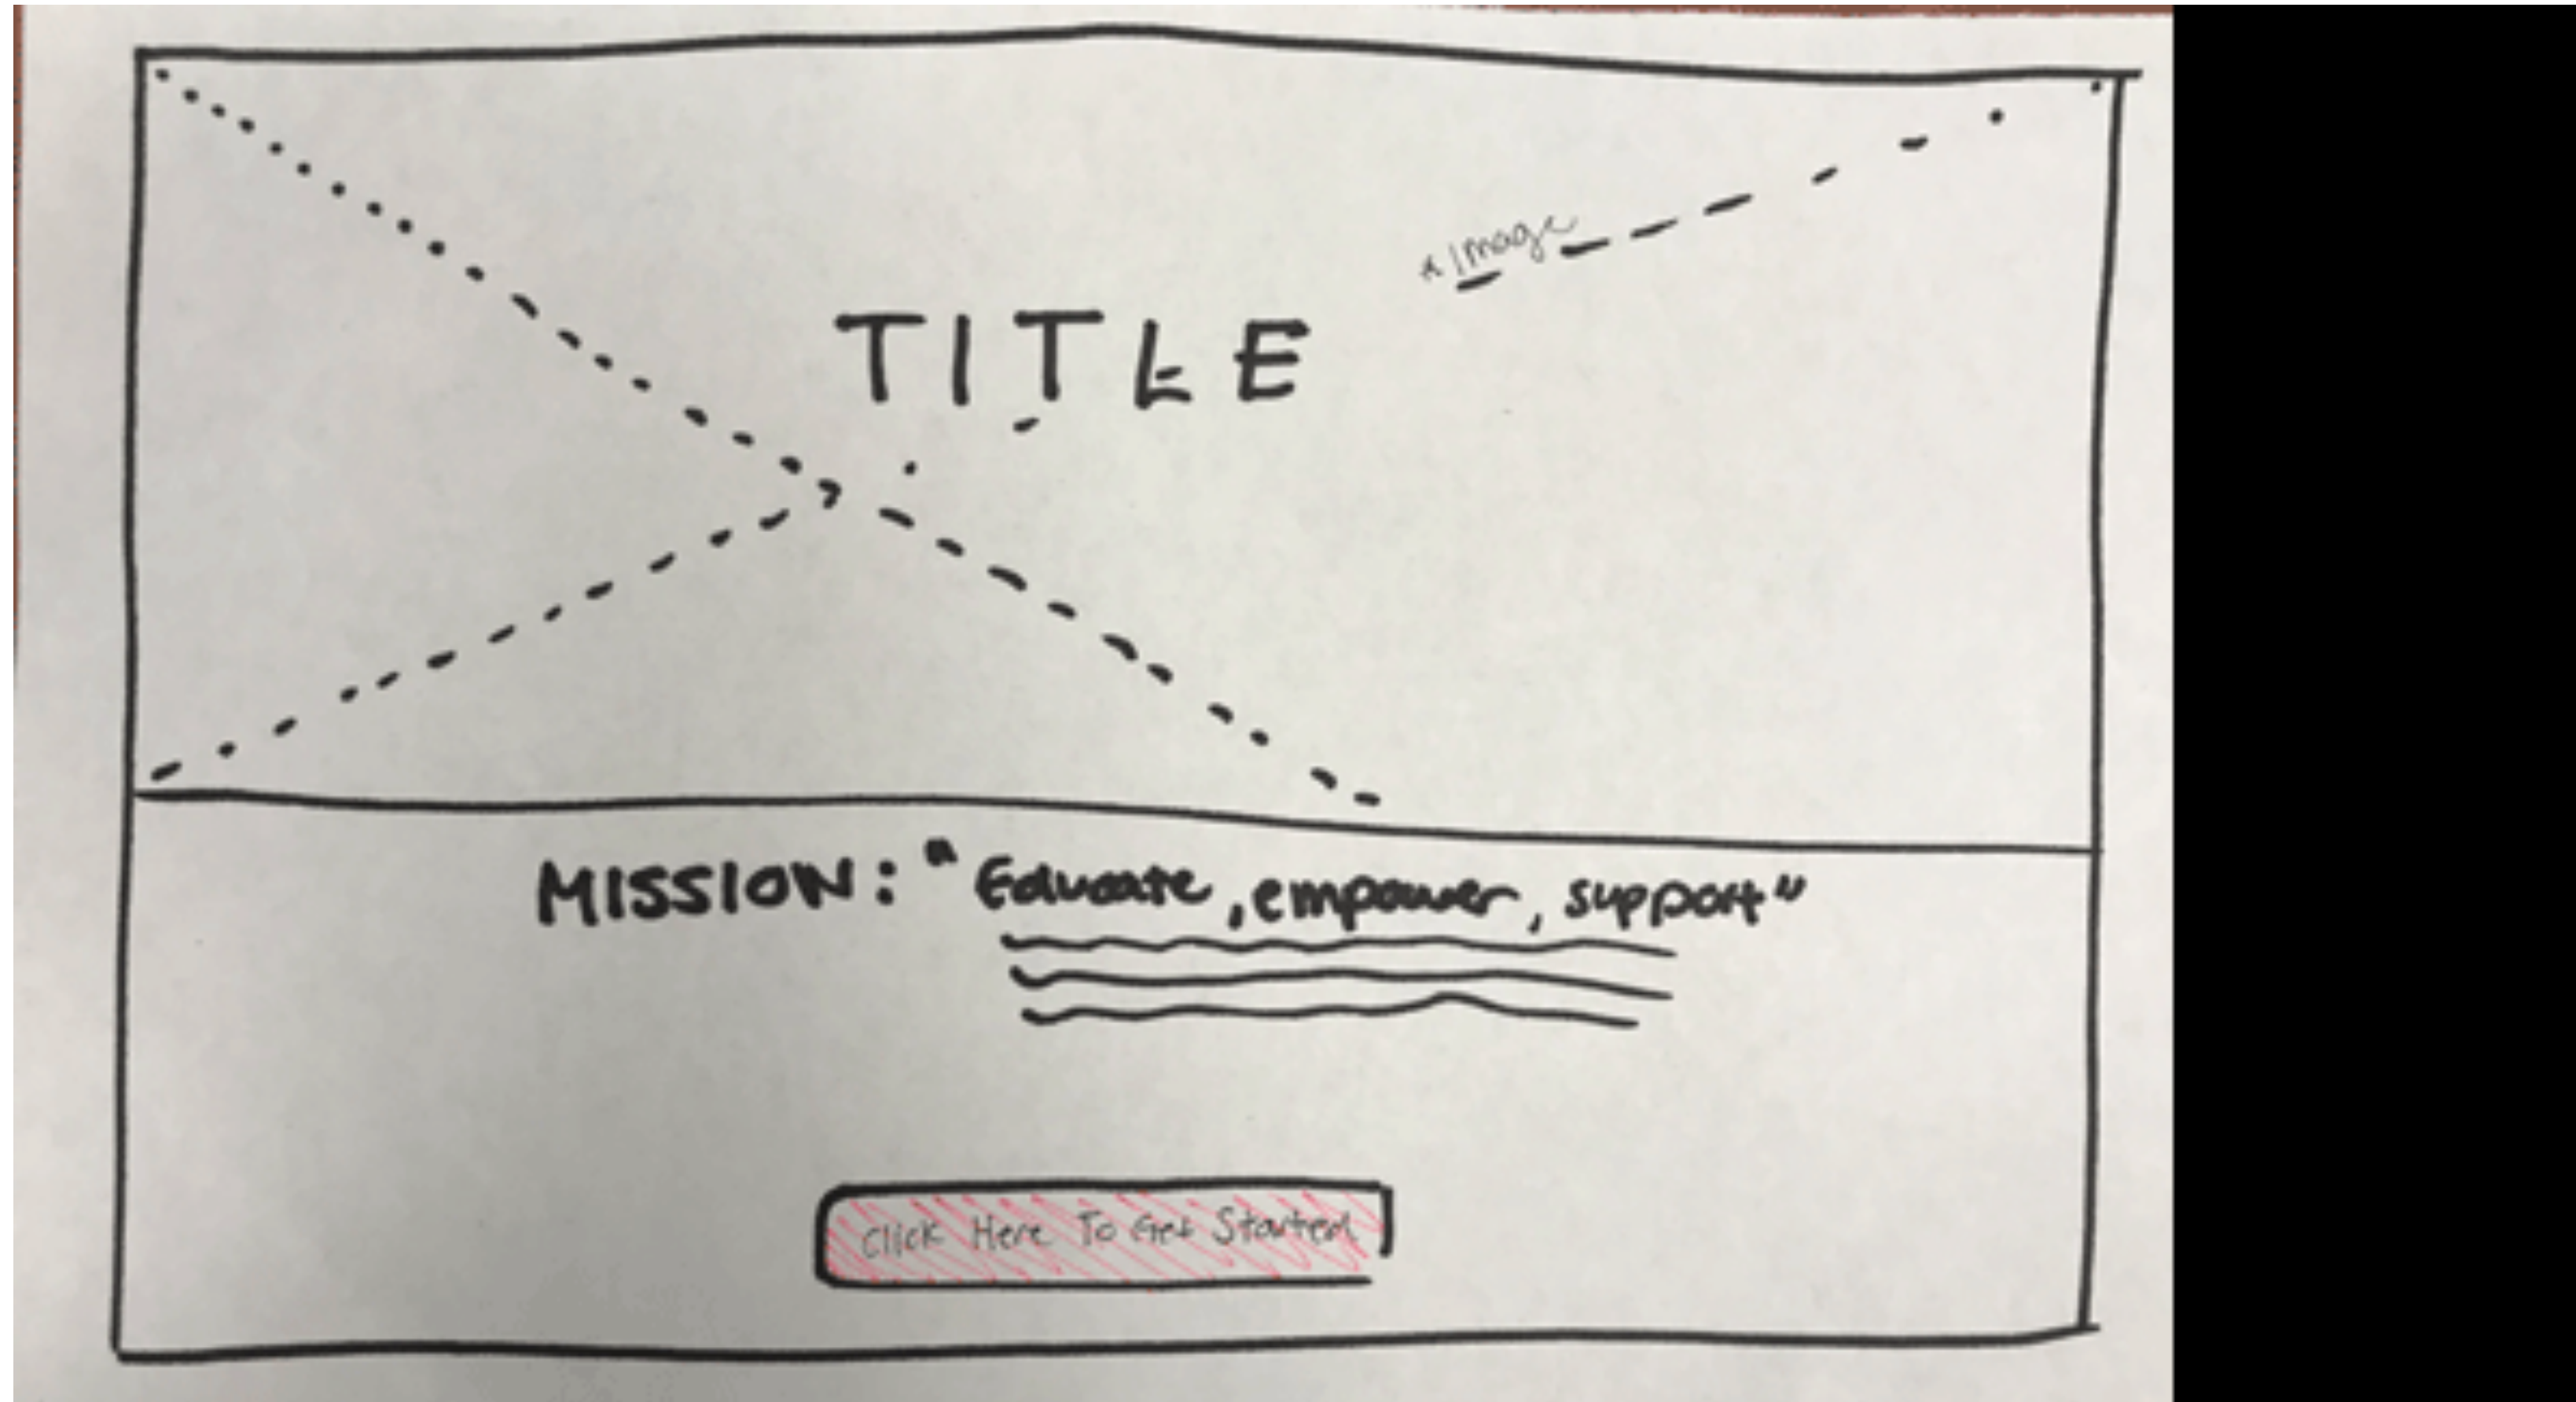 * Image
TITLE
MISSION: "Educate, empower, support"
Click Here To Get Started